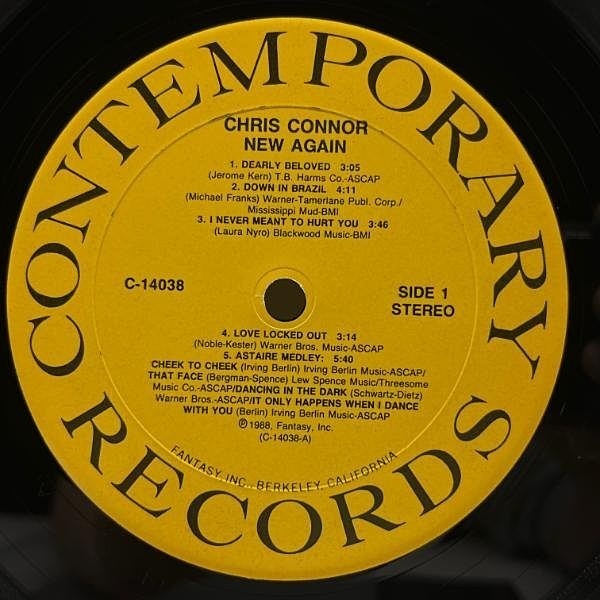 CONTEMPORARY RECORDS
CHRIS CONNOR
NEW AGAIN
1. DEARLY BELOVED 3:05
(Jerome Kern) T.B. Harms Co.-ASCAP
2. DOWN IN BRAZIL 4:11
(Michael Franks) Warner-Tamerlane Publ. Corp./
Mississippi Mud-BMI
3. I NEVER MEANT TO HURT YOU 3:46
(Laura Nyro) Blackwood Music-BMI
C-14038
SIDE 1
STEREO
4. LOVE LOCKED OUT 3:14
(Noble-Kester) Warner Bros. Music-ASCAP
5. ASTAIRE MEDLEY: 5:40
CHEEK TO CHEEK (Irving Berlin) Irving Berlin Music-ASCAP/
THAT FACE (Bergman-Spence) Lew Spence Music/Threesome
Music Co.-ASCAP/DANCING IN THE DARK (Schwartz-Dietz)
Warner Bros.-ASCAP/IT ONLY HAPPENS WHEN I DANCE
WITH YOU (Berlin) Irving Berlin Music-ASCAP
℗ 1988, Fantasy, Inc.
(C-14038-A)
FANTASY, INC. BERKELEY, CALIFORNIA